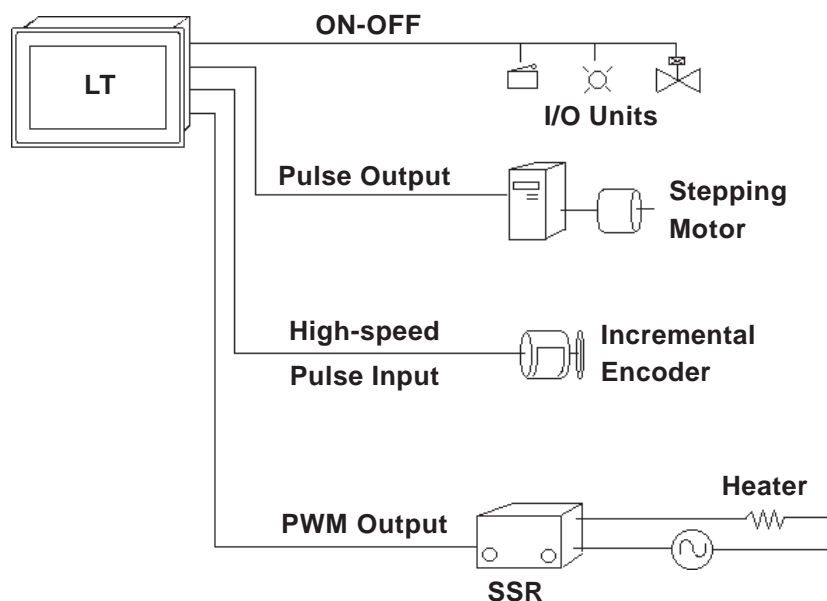 ON-OFF
LT
I/O Units
Pulse Output
Stepping
Motor
High-speed
Pulse Input
Incremental
Encoder
Heater
PWM Output
SSR